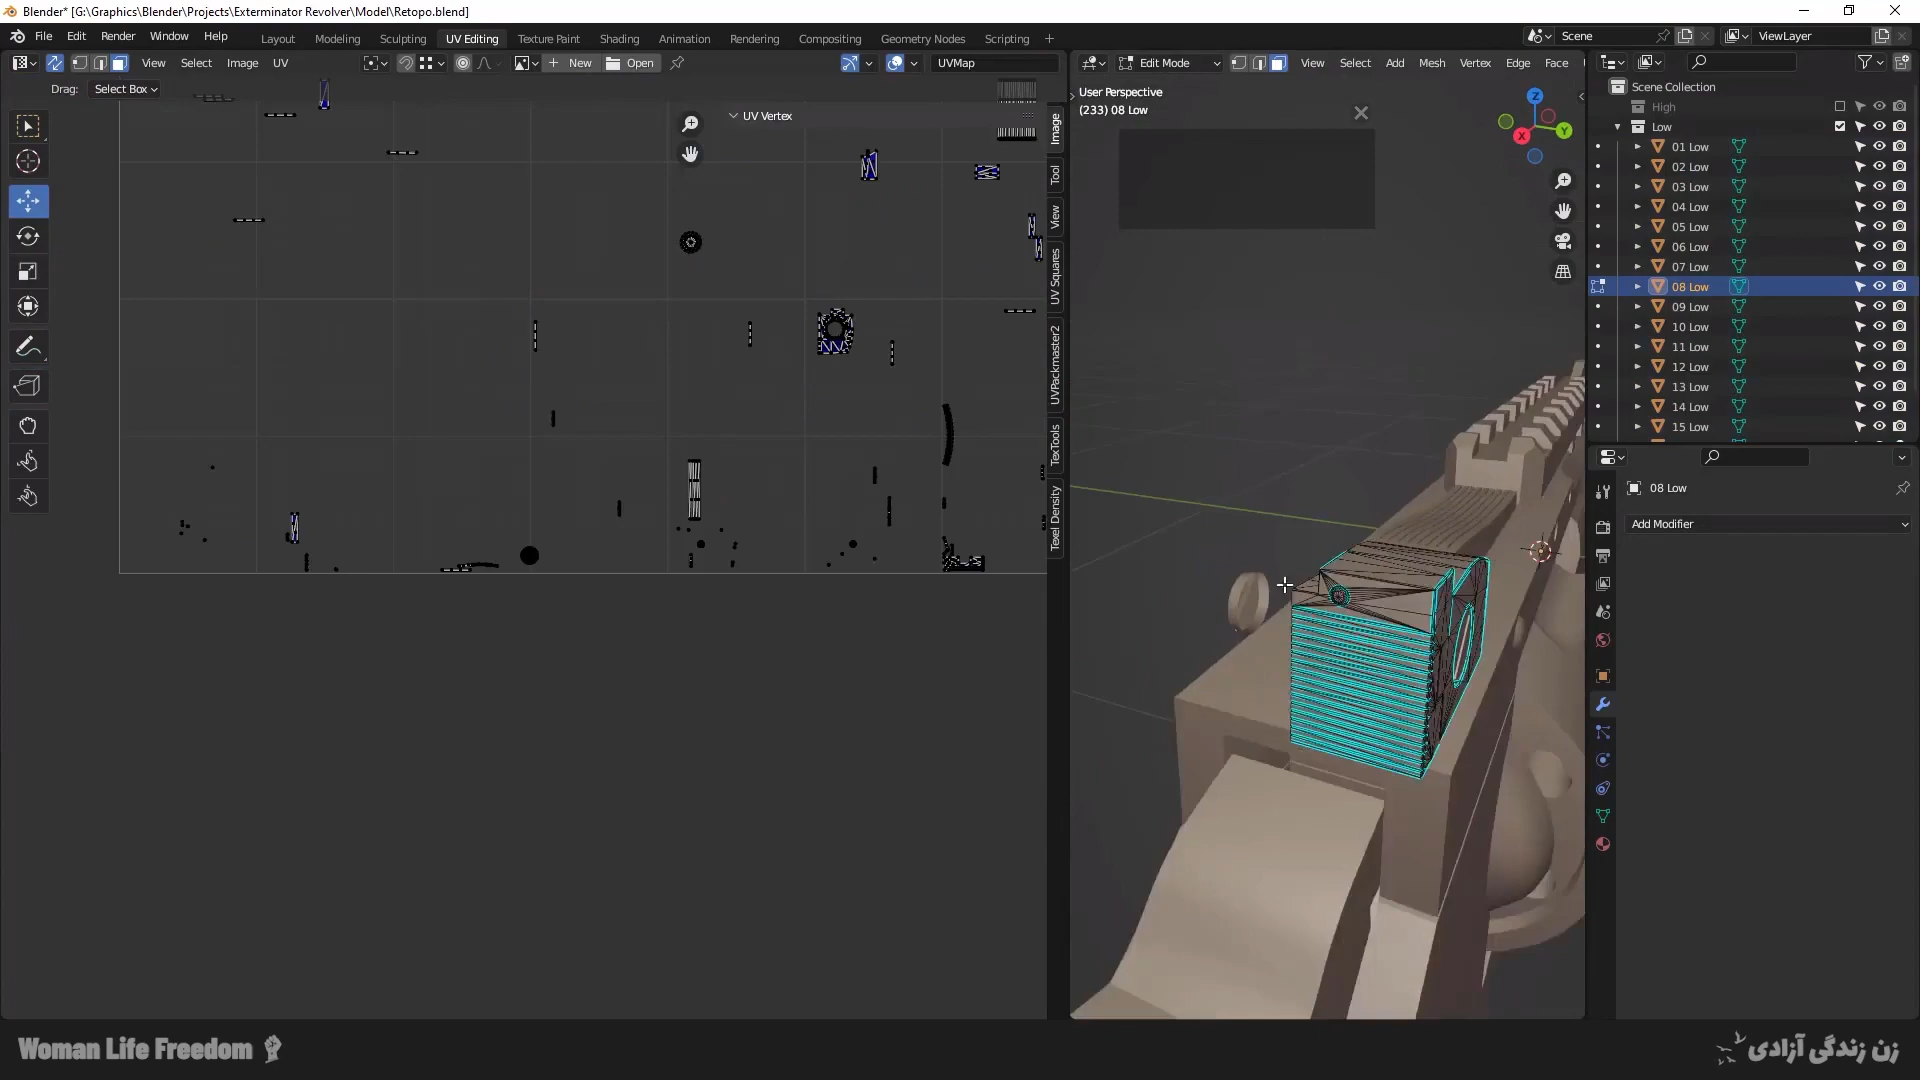 Blender* [G:\Graphics\Blender\Projects\Exterminator Revolver\Model\Retopo.blend]
File Edit Render Window Help Layout Modeling Sculpting UV Editing Texture Paint Shading Animation Rendering Compositing Geometry Nodes Scripting + Scene ViewLayer
View Select Image UV + New Open UVMap Edit Mode View Select Add Mesh Vertex Edge Face
Drag: Select Box
UV Vertex
Image
Tool
View
UV Squares
UVPackmaster2
TexTools
Texel Density
User Perspective
(233) 08 Low
Z
Y
X
Scene Collection
High
Low
01 Low
02 Low
03 Low
04 Low
05 Low
06 Low
07 Low
08 Low
09 Low
10 Low
11 Low
12 Low
13 Low
14 Low
15 Low
08 Low
Add Modifier
Woman Life Freedom
زن زندگی آزادی